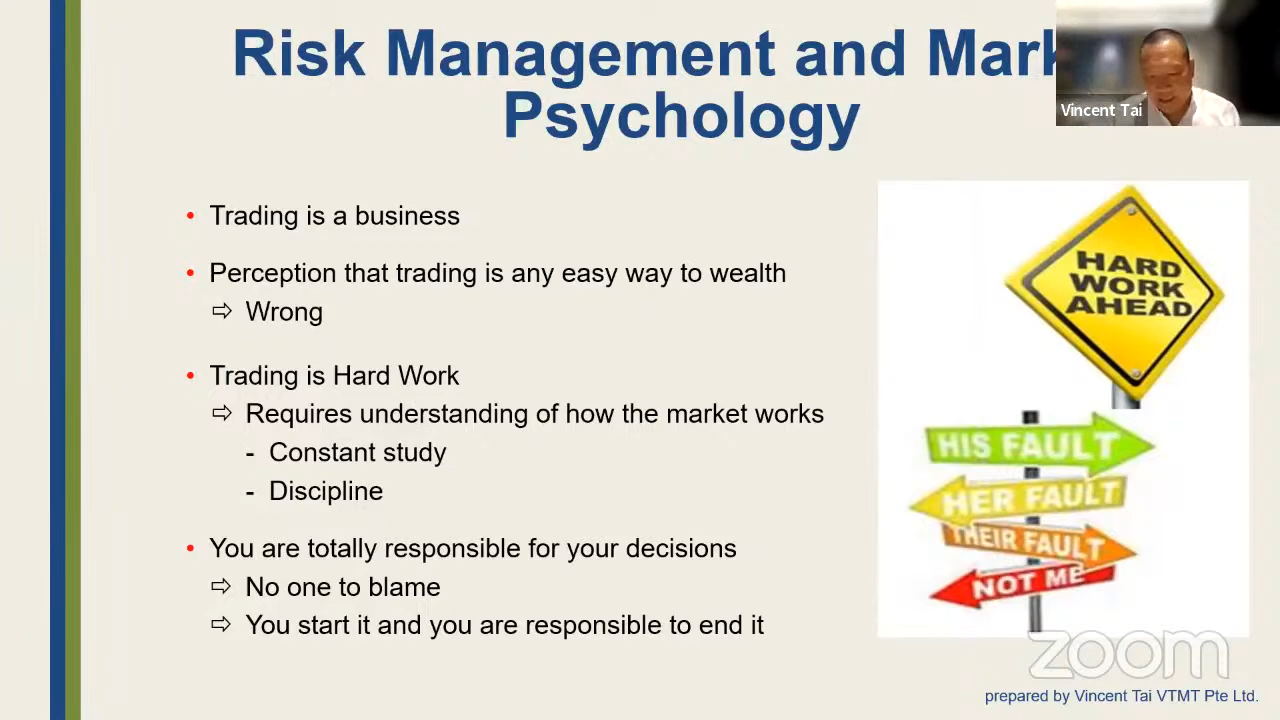 Risk Management and Mark
Psychology
Vincent Tai
• Trading is a business
• Perception that trading is any easy way to wealth
⇨ Wrong
• Trading is Hard Work
⇨ Requires understanding of how the market works
- Constant study
- Discipline
• You are totally responsible for your decisions
⇨ No one to blame
⇨ You start it and you are responsible to end it
HARD
WORK
AHEAD
HIS FAULT
HER FAULT
THEIR FAULT
NOT ME
zoom
prepared by Vincent Tai VTMT Pte Ltd.